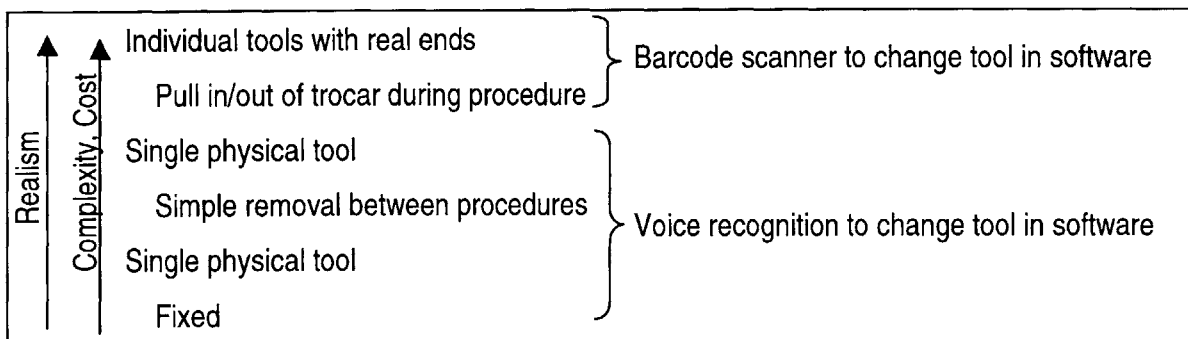 Realism
Complexity, Cost
Individual tools with real ends
Pull in/out of trocar during procedure
Barcode scanner to change tool in software
Single physical tool
Simple removal between procedures
Single physical tool
Fixed
Voice recognition to change tool in software